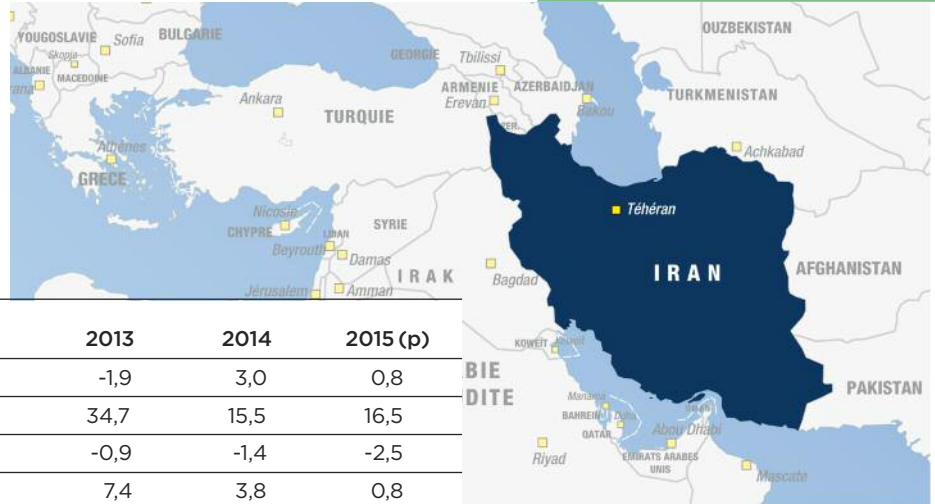 OUZBEKISTAN
YOUGOSLAVIE
Sofia
BULGARIE
Skopje
ALBANIE
MACEDOINE
GEORGIE
Tbilissi
ARMENIE
AZERBAIDJAN
Erevan
Bakou
TURKMENISTAN
Ankara
TURQUIE
Achkabad
Athènes
GRECE
Téhéran
Nicosie
CHYPRE
SYRIE
LIBAN
Beyrouth
Damas
IRAK
Bagdad
IRAN
AFGHANISTAN
Jérusalem
Amman
2013 2014 2015 (p)
-1,9 3,0 0,8
34,7 15,5 16,5
-0,9 -1,4 -2,5
7,4 3,8 0,8
KOWEÏT
BIE
DITE
PAKISTAN
Manama
BAHREIN
Doha
QATAR
Abou Dhabi
EMIRATS ARABES
UNIS
Riyad
Mascate